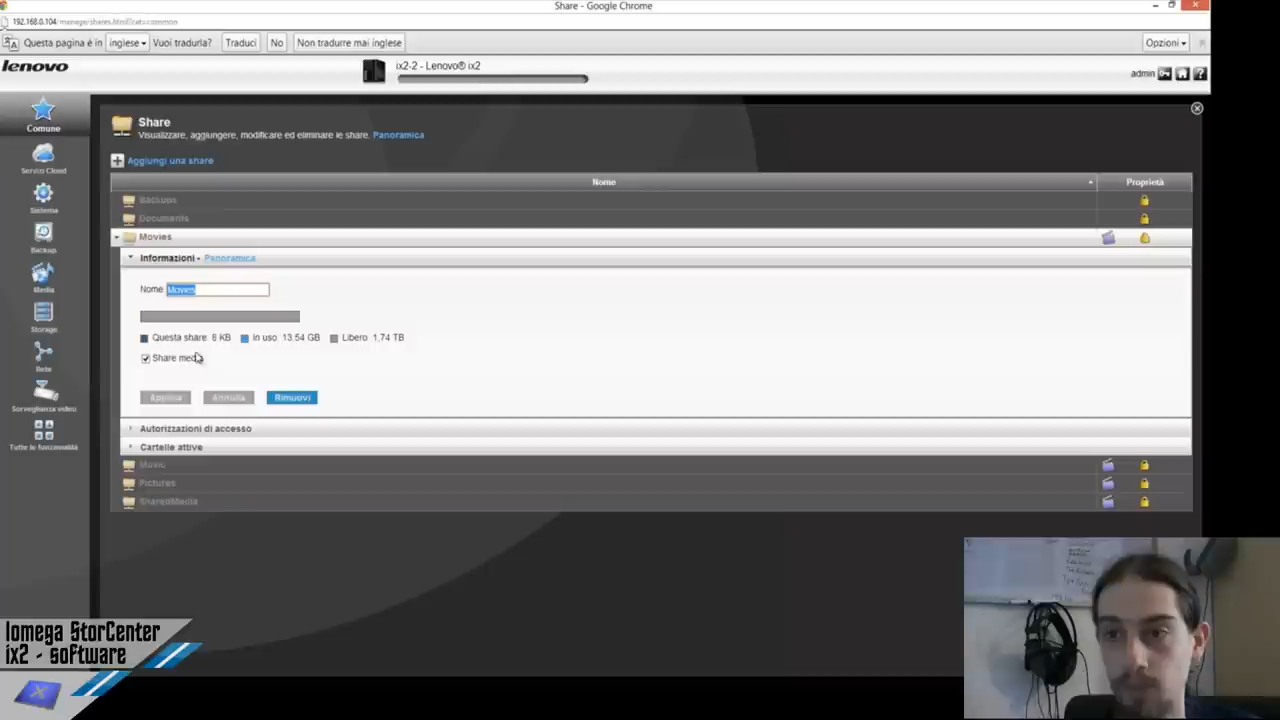 Share - Google Chrome
192.168.0.104/manage/shares.html?cat=common
Questa pagina è in inglese Vuoi tradurla? Traduci No Non tradurre mai inglese Opzioni
lenovo
ix2-2 - Lenovo® ix2
admin
Comune
Servizi Cloud
Sistema
Backup
Media
Storage
Rete
Sorveglianza video
Tutte le funzionalità
Share
Visualizzare, aggiungere, modificare ed eliminare le share. Panoramica
Aggiungi una share
Nome Proprietà
Backups
Documents
Movies
Informazioni - Panoramica
Nome Movies
Questa share 8 KB In uso 13.54 GB Libero 1,74 TB
Share media
Applica Annulla Rimuovi
Autorizzazioni di accesso
Cartelle attive
Music
Pictures
SharedMedia
Iomega StorCenter
ix2 - software